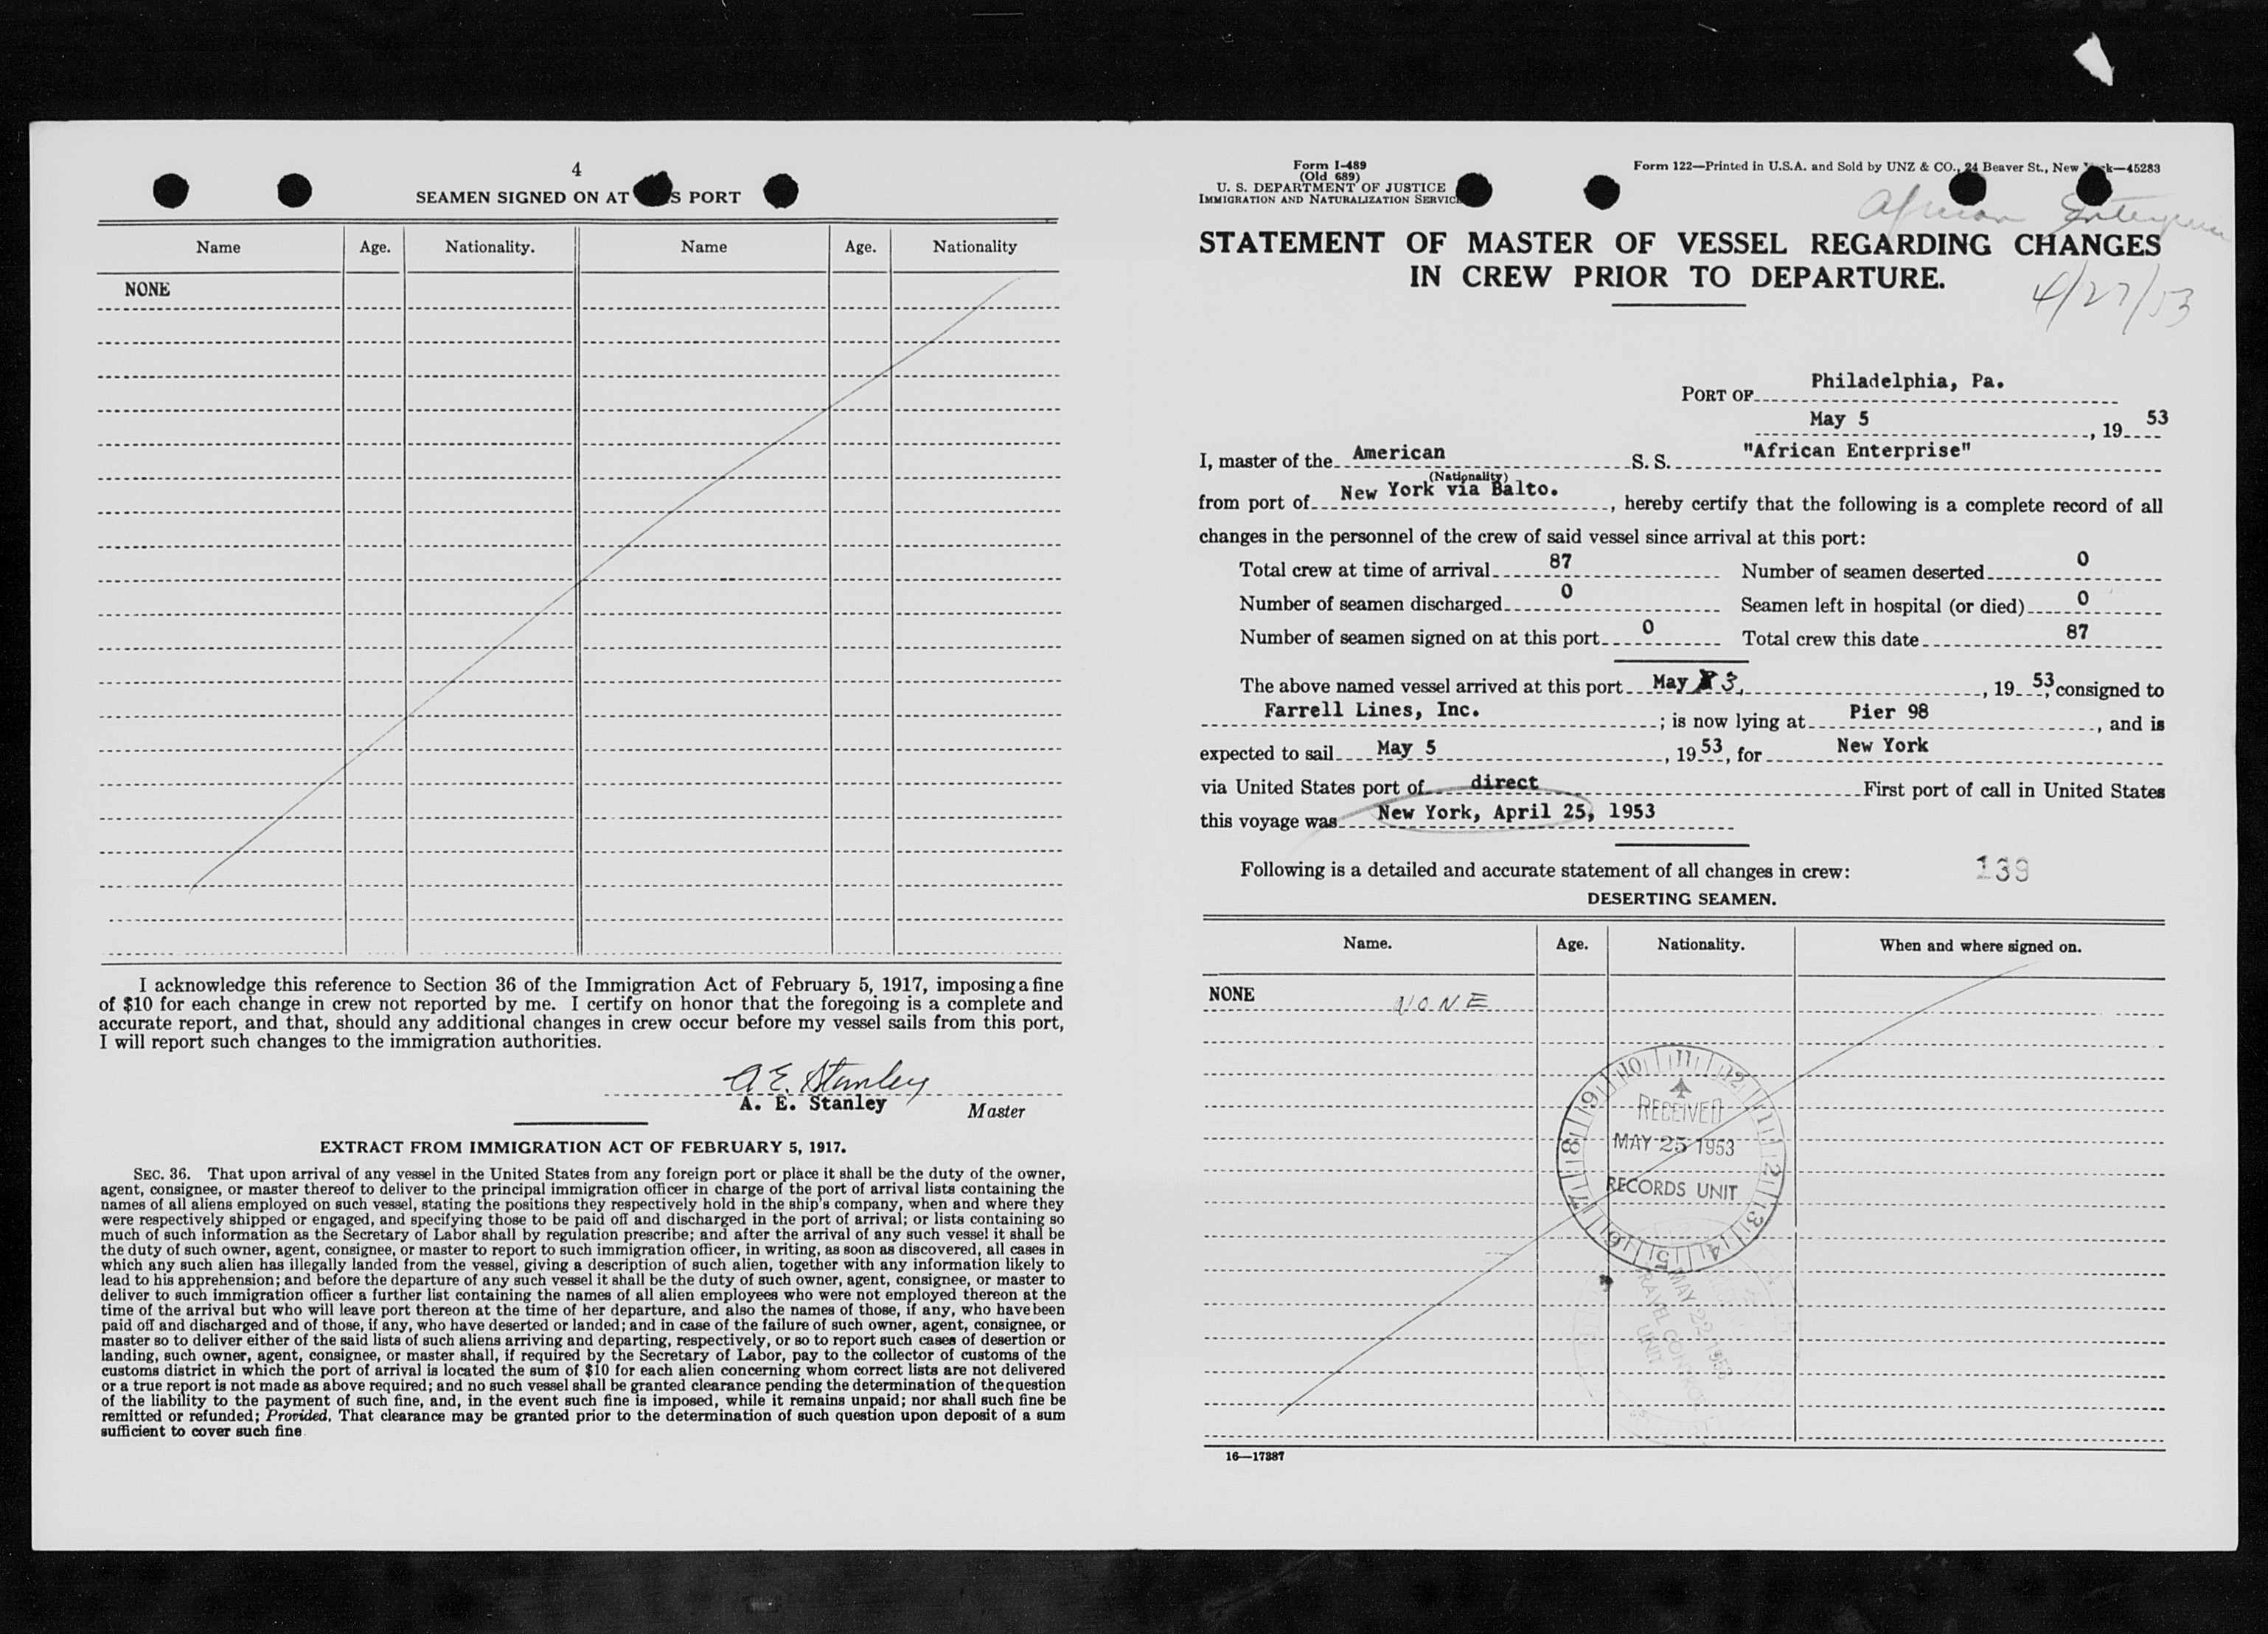 4
SEAMEN SIGNED ON AT S PORT
Name Age. Nationality. Name Age. Nationality
NONE
I acknowledge this reference to Section 36 of the Immigration Act of February 5, 1917, imposing a fine
of $10 for each change in crew not reported by me. I certify on honor that the foregoing is a complete and
accurate report, and that, should any additional changes in crew occur before my vessel sails from this port,
I will report such changes to the immigration authorities.
A E. Stanley
A. E. Stanley Master
EXTRACT FROM IMMIGRATION ACT OF FEBRUARY 5, 1917.
SEC. 36. That upon arrival of any vessel in the United States from any foreign port or place it shall be the duty of the owner,
agent, consignee, or master thereof to deliver to the principal immigration officer in charge of the port of arrival lists containing the
names of all aliens employed on such vessel, stating the positions they respectively hold in the ship's company, when and where they
were respectively shipped or engaged, and specifying those to be paid off and discharged in the port of arrival; or lists containing so
much of such information as the Secretary of Labor shall by regulation prescribe; and after the arrival of any such vessel it shall be
the duty of such owner, agent, consignee, or master to report to such immigration officer, in writing, as soon as discovered, all cases in
which any such alien has illegally landed from the vessel, giving a description of such alien, together with any information likely to
lead to his apprehension; and before the departure of any such vessel it shall be the duty of such owner, agent, consignee, or master to
deliver to such immigration officer a further list containing the names of all alien employees who were not employed thereon at the
time of the arrival but who will leave port thereon at the time of her departure, and also the names of those, if any, who have been
paid off and discharged and of those, if any, who have deserted or landed; and in case of the failure of such owner, agent, consignee, or
master so to deliver either of the said lists of such aliens arriving and departing, respectively, or so to report such cases of desertion or
landing, such owner, agent, consignee, or master shall, if required by the Secretary of Labor, pay to the collector of customs of the
customs district in which the port of arrival is located the sum of $10 for each alien concerning whom correct lists are not delivered
or a true report is not made as above required; and no such vessel shall be granted clearance pending the determination of the question
of the liability to the payment of such fine, and, in the event such fine is imposed, while it remains unpaid; nor shall such fine be
remitted or refunded; Provided, That clearance may be granted prior to the determination of such question upon deposit of a sum
sufficient to cover such fine
Form I-489
(Old 689)
U. S. DEPARTMENT OF JUSTICE
IMMIGRATION AND NATURALIZATION SERVICE
Form 122—Printed in U.S.A. and Sold by UNZ & CO., 24 Beaver St., New York—45283
African Enterprise
STATEMENT OF MASTER OF VESSEL REGARDING CHANGES
IN CREW PRIOR TO DEPARTURE.
4/27/53
PORT OF Philadelphia, Pa.
May 5, 1953
I, master of the American S. S. "African Enterprise"
(Nationality)
from port of New York via Balto., hereby certify that the following is a complete record of all
changes in the personnel of the crew of said vessel since arrival at this port:
Total crew at time of arrival 87 Number of seamen deserted 0
Number of seamen discharged 0 Seamen left in hospital (or died) 0
Number of seamen signed on at this port 0 Total crew this date 87
The above named vessel arrived at this port May 3, 1953, consigned to
Farrell Lines, Inc.; is now lying at Pier 98, and is
expected to sail May 5, 1953, for New York
via United States port of direct First port of call in United States
this voyage was New York, April 25, 1953
Following is a detailed and accurate statement of all changes in crew: 139
DESERTING SEAMEN.
Name. Age. Nationality. When and where signed on.
NONE NONE
10 11 12 1 2 3 4 5 6 7 8 9
RECEIVED
MAY 25 1953
RECORDS UNIT
MAY 22 1953
TRAVEL CONTROL
UNIT
16—17387